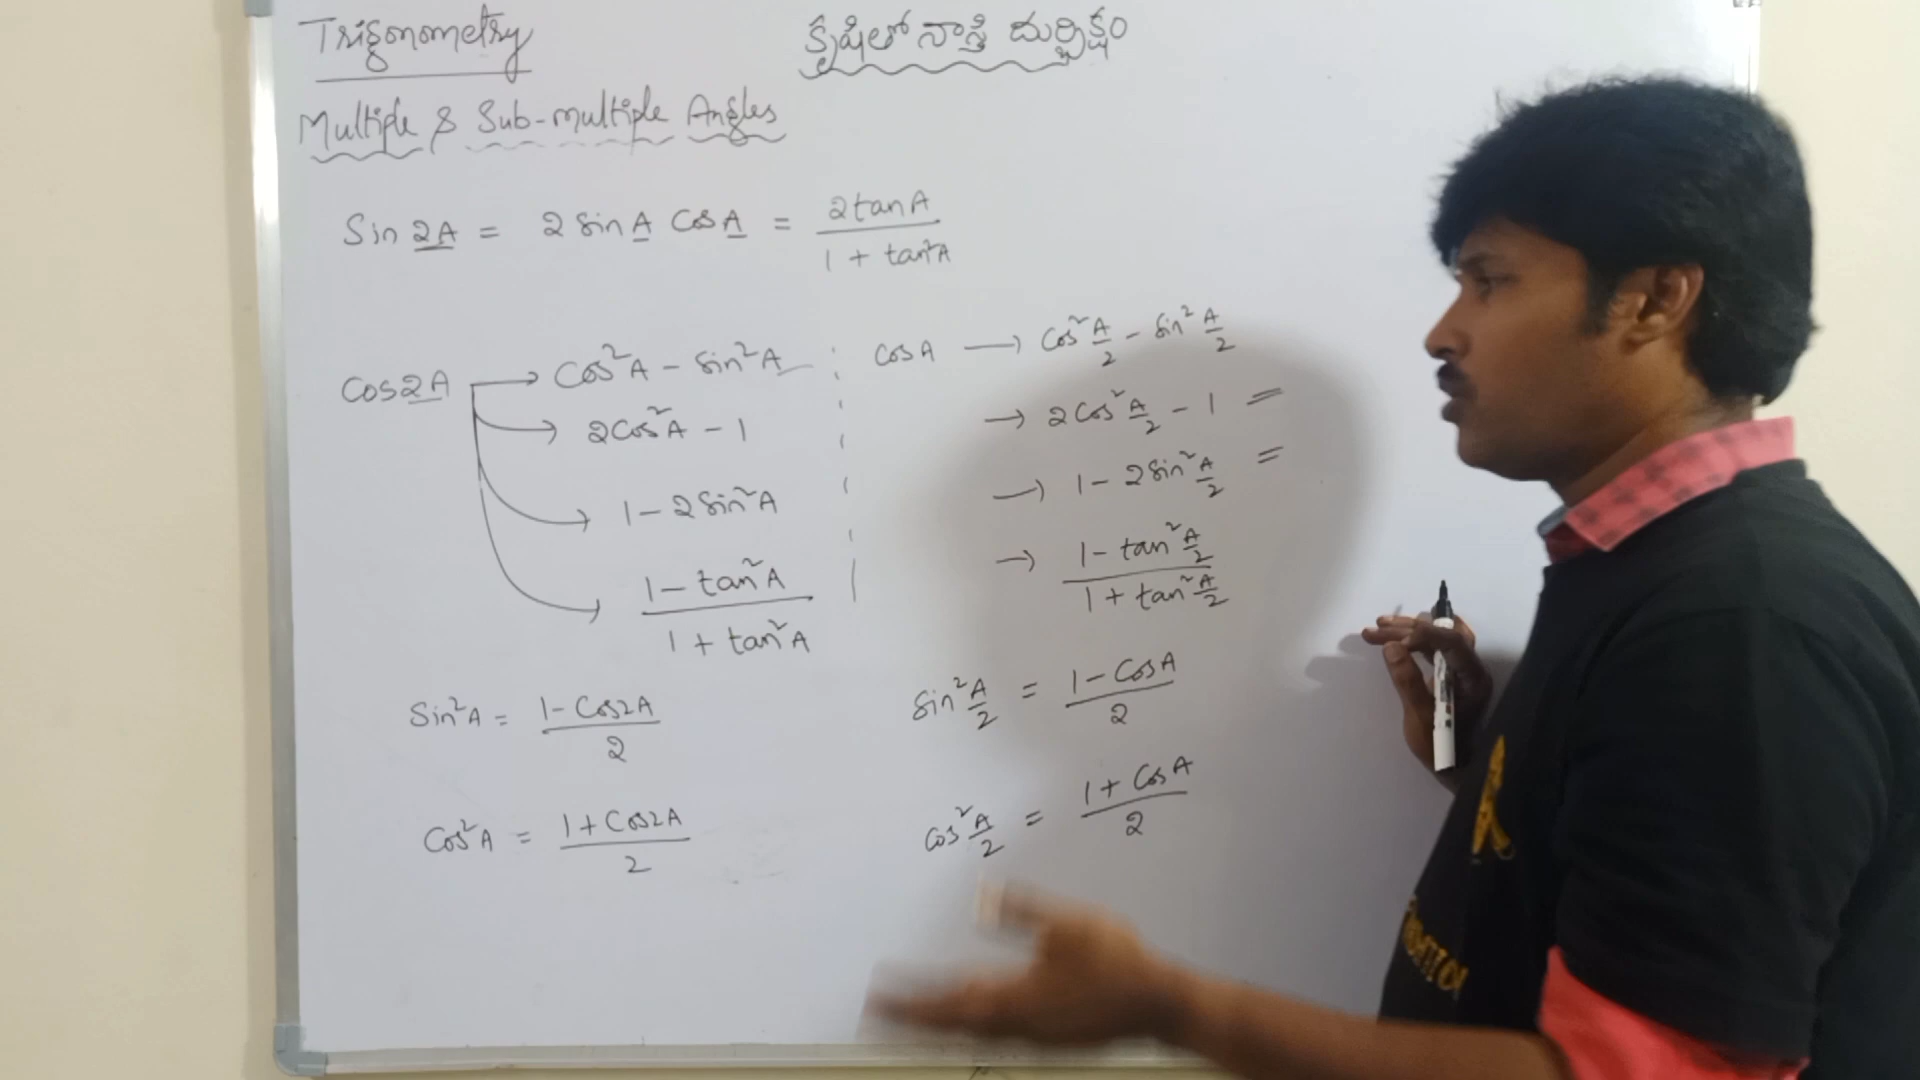 Trigonometry
కృషితో నాస్తి దుర్భిక్షం
Multiple & Sub-multiple Angles
Sin 2A = 2 sin A cos A = 2tanA / (1 + tan²A)
Cos2A → cos²A - sin²A
→ 2cos²A - 1
→ 1 - 2sin²A
→ (1 - tan²A) / (1 + tan²A)
Sin²A = (1 - Cos2A) / 2
Cos²A = (1 + Cos2A) / 2
CosA → cos² A/2 - sin² A/2
→ 2cos² A/2 - 1 =
→ 1 - 2sin² A/2 =
→ (1 - tan² A/2) / (1 + tan² A/2)
sin² A/2 = (1 - CosA) / 2
cos² A/2 = (1 + CosA) / 2